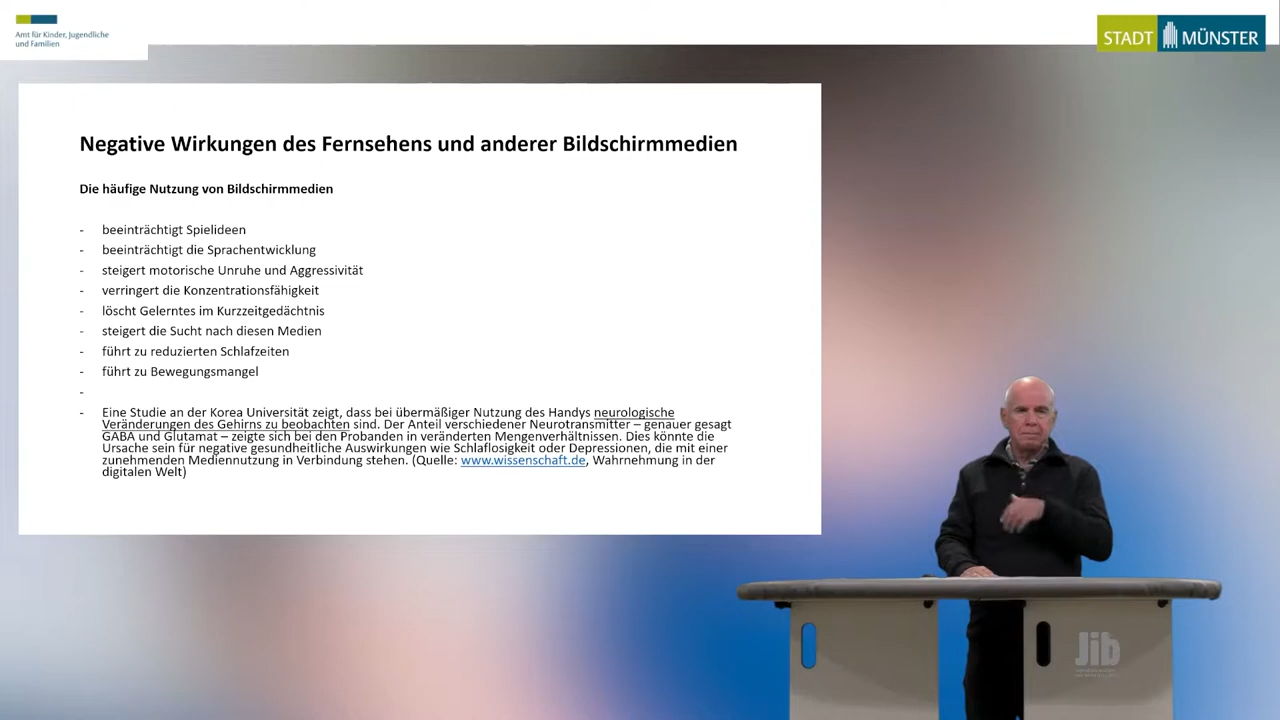 Amt für Kinder, Jugendliche
und Familien
STADT MÜNSTER
Negative Wirkungen des Fernsehens und anderer Bildschirmmedien
Die häufige Nutzung von Bildschirmmedien
- beeinträchtigt Spielideen
- beeinträchtigt die Sprachentwicklung
- steigert motorische Unruhe und Aggressivität
- verringert die Konzentrationsfähigkeit
- löscht Gelerntes im Kurzzeitgedächtnis
- steigert die Sucht nach diesen Medien
- führt zu reduzierten Schlafzeiten
- führt zu Bewegungsmangel
-
- Eine Studie an der Korea Universität zeigt, dass bei übermäßiger Nutzung des Handys neurologische
Veränderungen des Gehirns zu beobachten sind. Der Anteil verschiedener Neurotransmitter – genauer gesagt
GABA und Glutamat – zeigte sich bei den Probanden in veränderten Mengenverhältnissen. Dies könnte die
Ursache sein für negative gesundheitliche Auswirkungen wie Schlaflosigkeit oder Depressionen, die mit einer
zunehmenden Mediennutzung in Verbindung stehen. (Quelle: www.wissenschaft.de, Wahrnehmung in der
digitalen Welt)
Jib